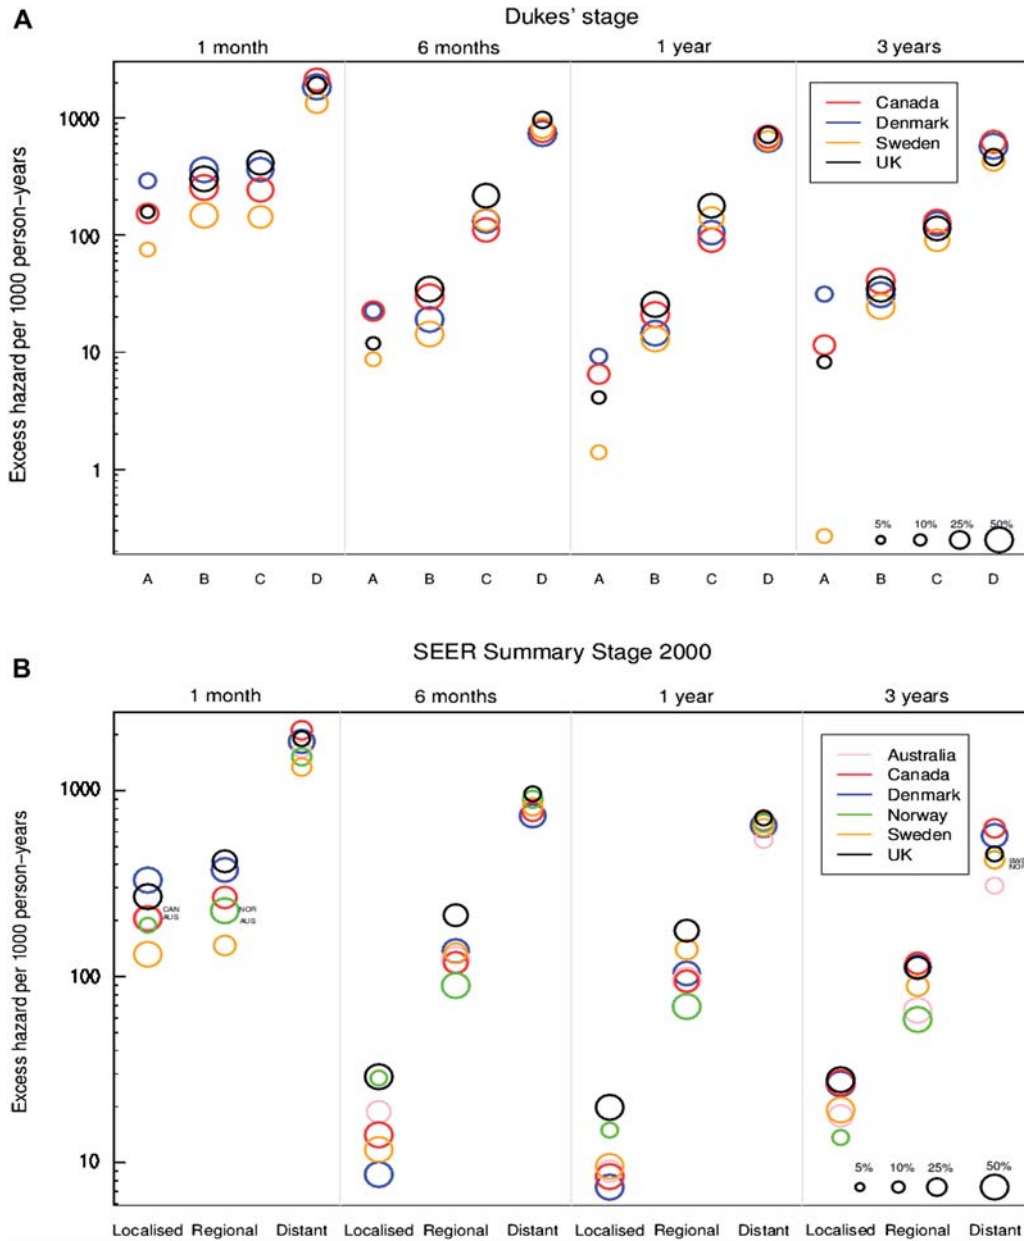 A
Dukes' stage
1 month 6 months 1 year 3 years
Excess hazard per 1000 person–years
1000
100
10
1
Canada
Denmark
Sweden
UK
5% 10% 25% 50%
A B C D A B C D A B C D A B C D
B
SEER Summary Stage 2000
1 month 6 months 1 year 3 years
Excess hazard per 1000 person–years
1000
100
10
Australia
Canada
Denmark
Norway
Sweden
UK
CAN
AUS
NOR
AUS
5% 10% 25% 50%
Localised Regional Distant Localised Regional Distant Localised Regional Distant Localised Regional Distant